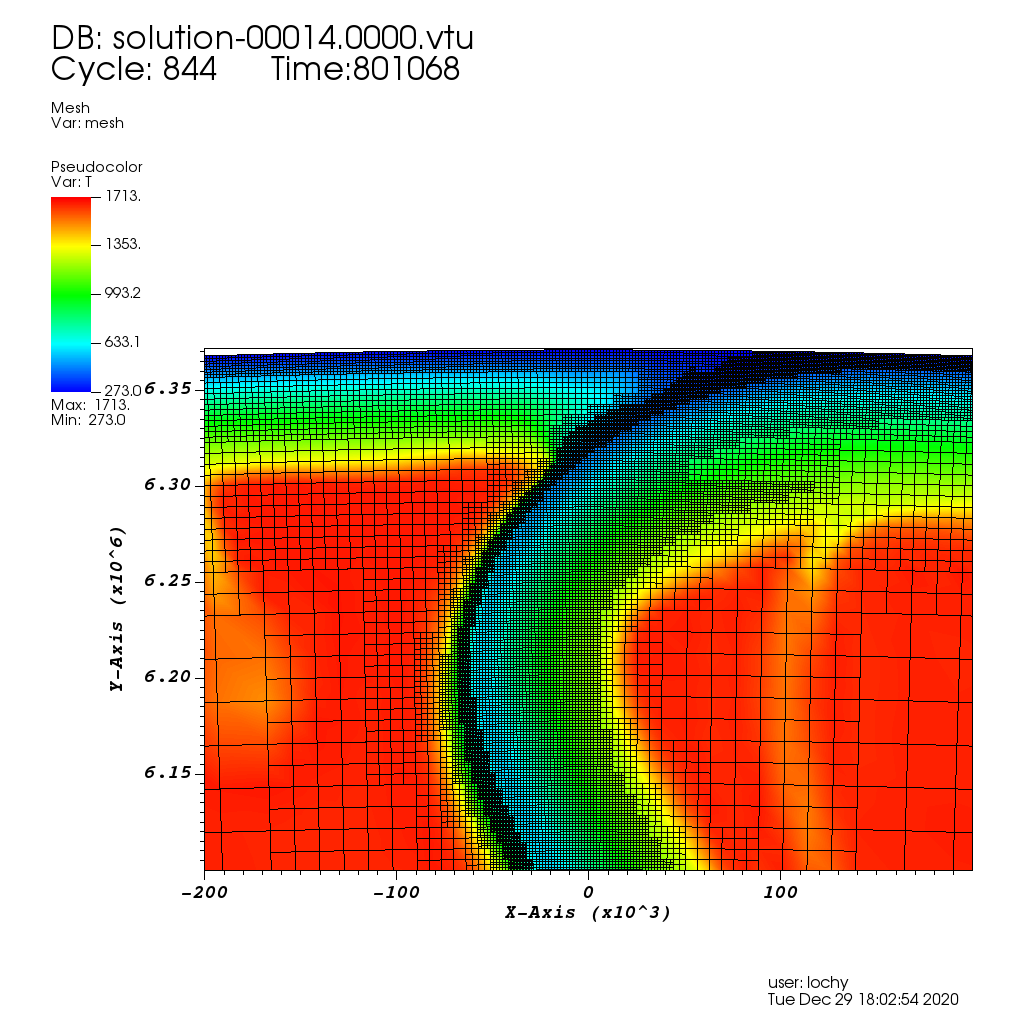 DB: solution-00014.0000.vtu
Cycle: 844 Time:801068
Mesh
Var: mesh
Pseudocolor
Var: T
1713.
1353.
993.2
633.1
273.0
Max: 1713.
Min: 273.0
6.35
6.30
6.25
6.20
6.15
Y-Axis (x10^6)
-200
-100
0
100
X-Axis (x10^3)
user: lochy
Tue Dec 29 18:02:54 2020